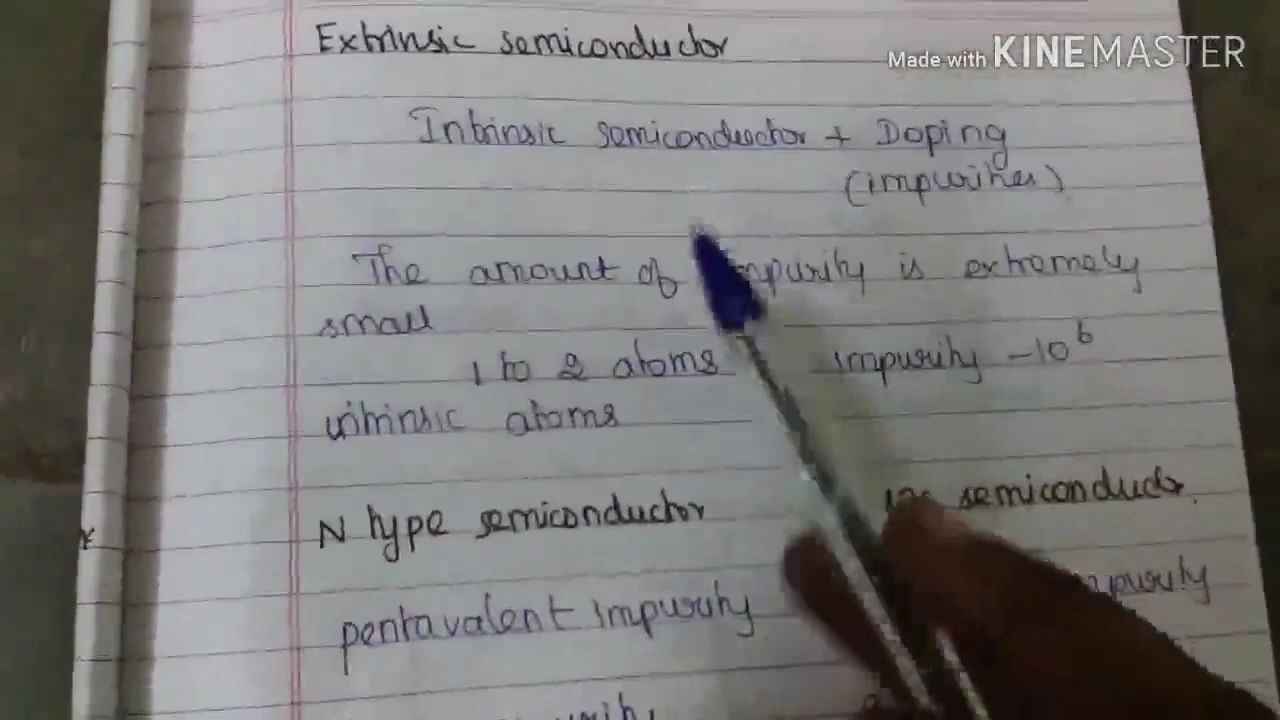 Extrinsic semiconductor
Made with KINEMASTER
Intrinsic semiconductor + Doping
(impurities)
The amount of impurity is extremely
small
1 to 2 atoms impurity - 10⁶
intrinsic atoms
N type semiconductor semiconductor
pentavalent impurity impurity